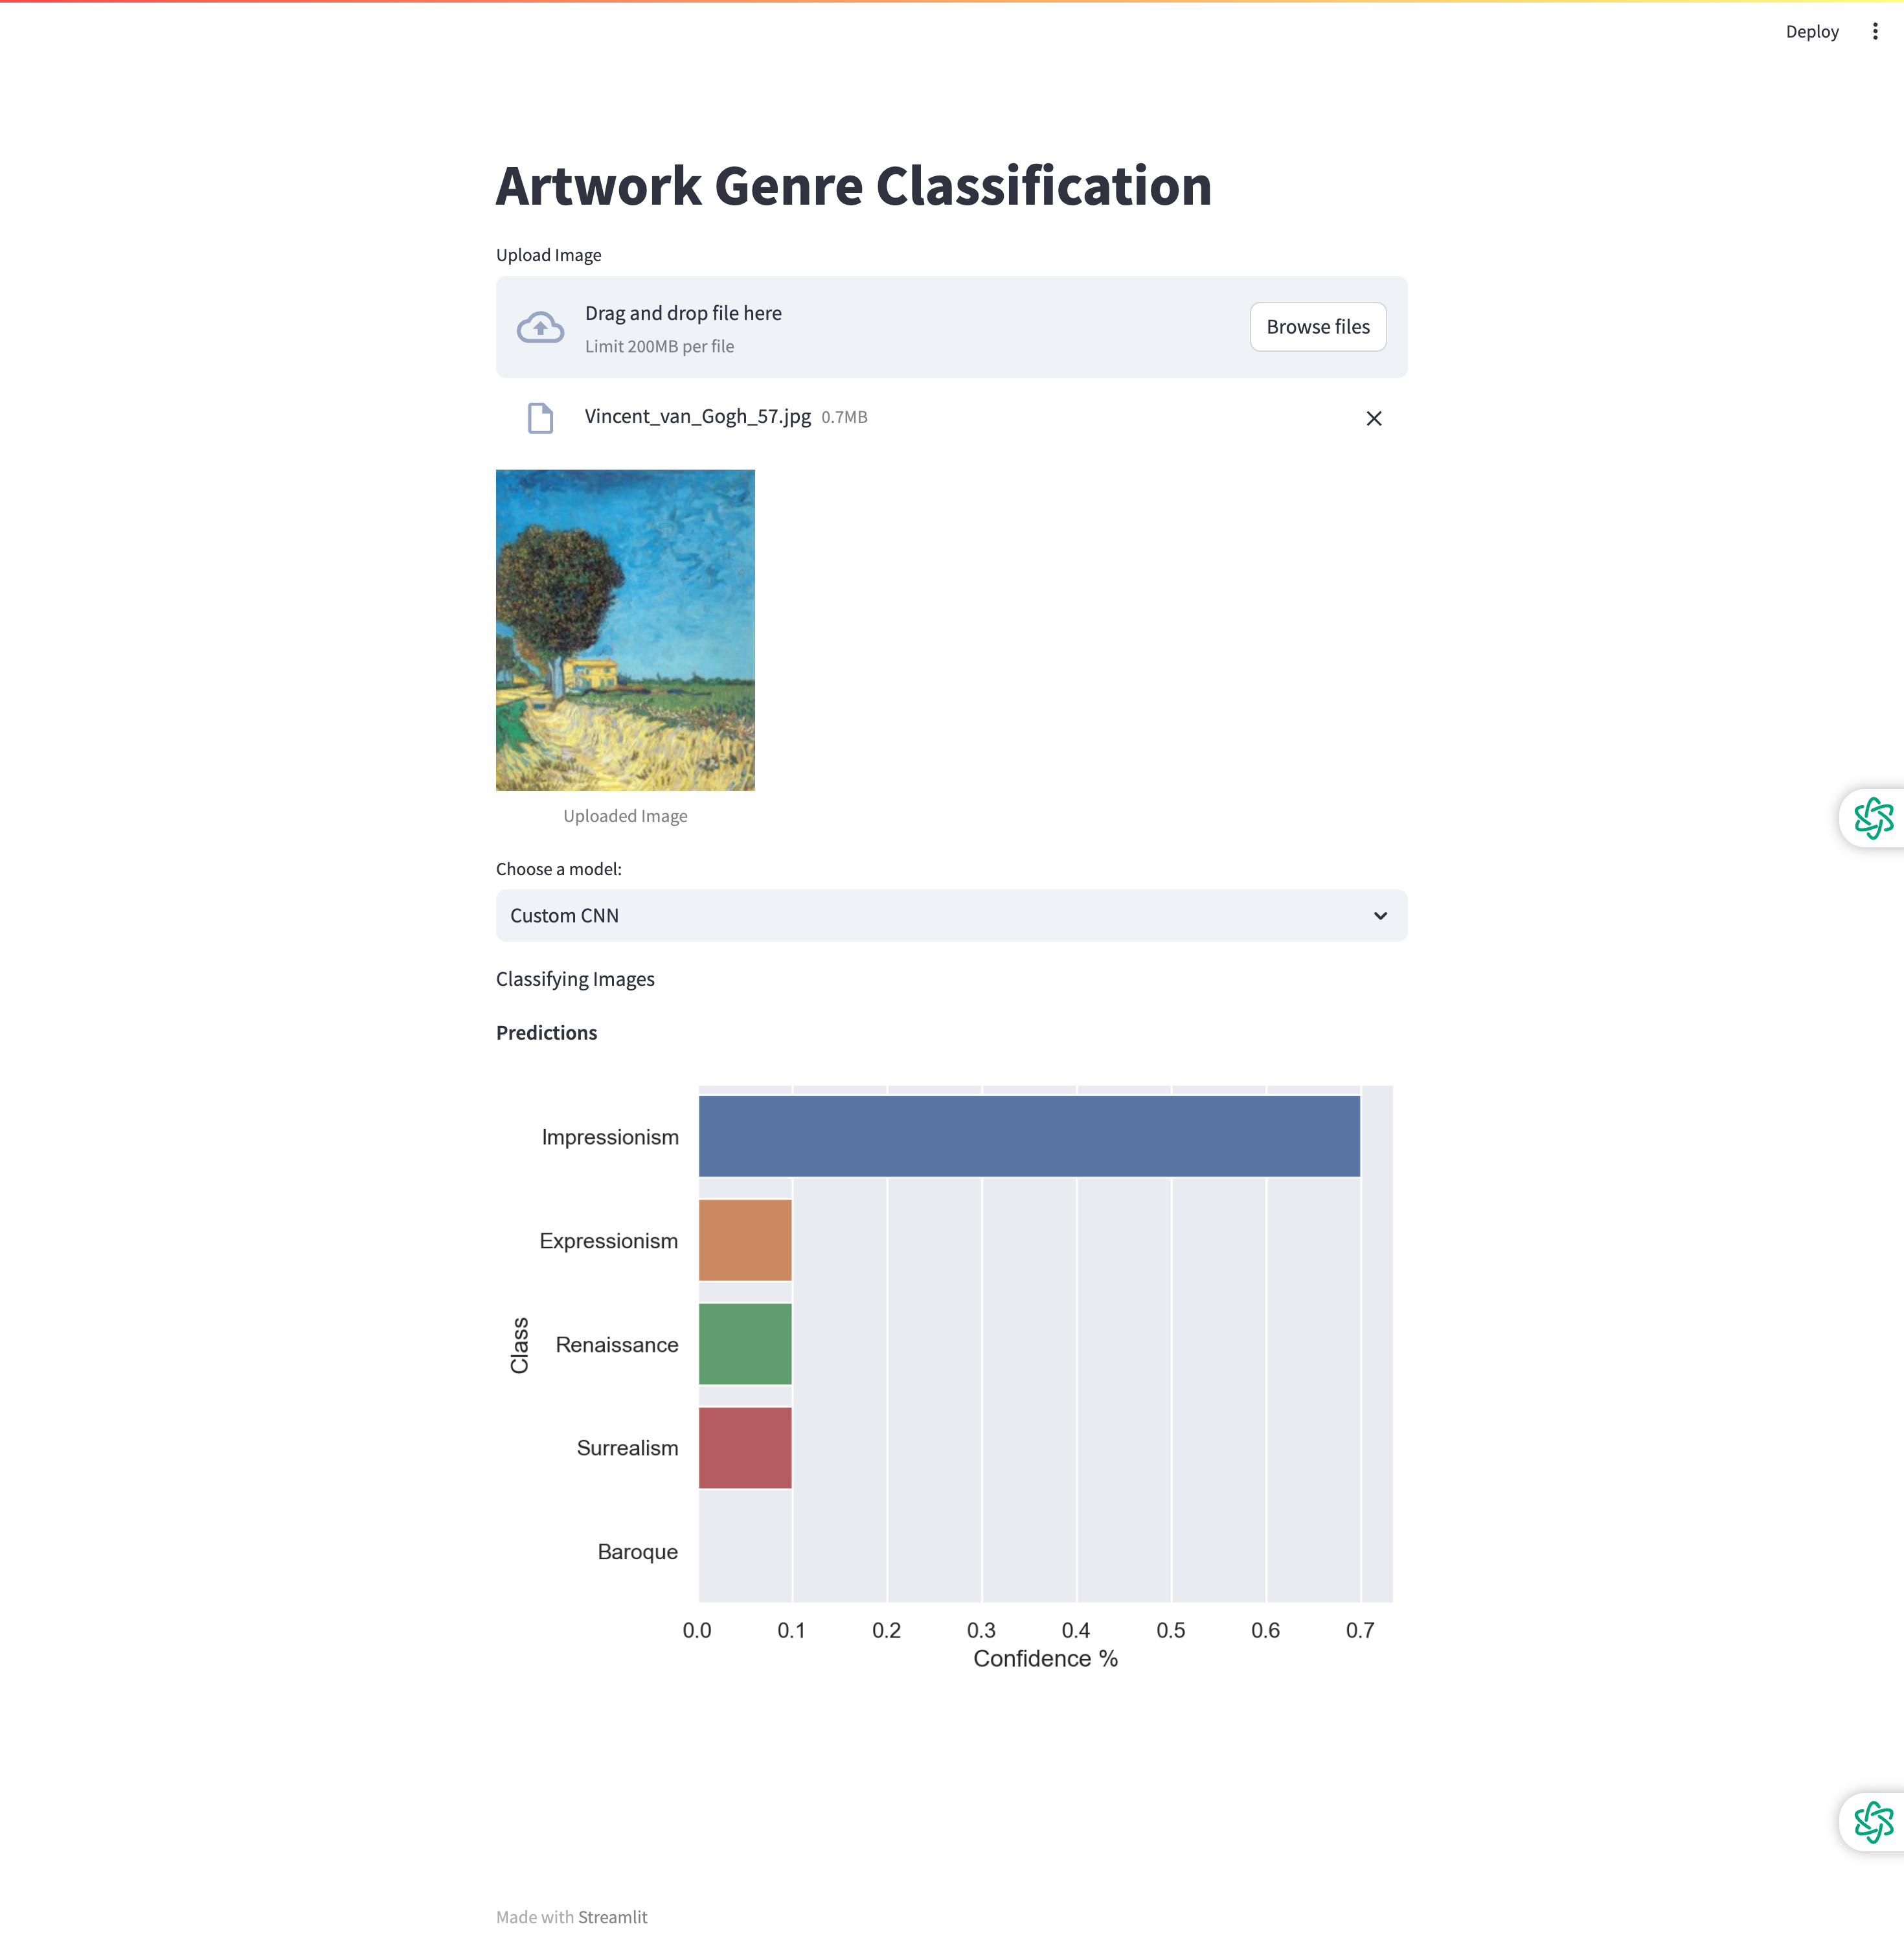 Deploy
Artwork Genre Classification
Upload Image
Drag and drop file here
Limit 200MB per file
Browse files
Vincent_van_Gogh_57.jpg 0.7MB
Uploaded Image
Choose a model:
Custom CNN
Classifying Images
Predictions
Impressionism
Expressionism
Renaissance
Surrealism
Baroque
Class
0.0 0.1 0.2 0.3 0.4 0.5 0.6 0.7
Confidence %
Made with Streamlit